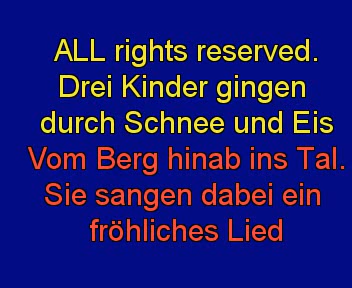 ALL rights reserved.
Drei Kinder gingen
durch Schnee und Eis
Vom Berg hinab ins Tal.
Sie sangen dabei ein
fröhliches Lied